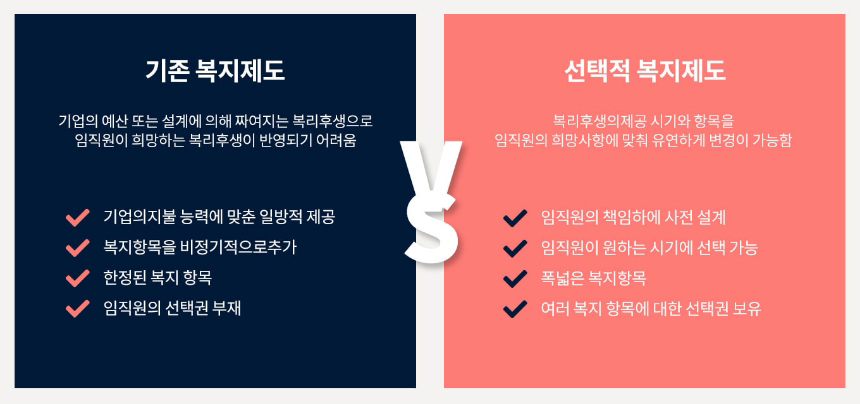 기존 복지제도
기업의 예산 또는 설계에 의해 짜여지는 복리후생으로
임직원이 희망하는 복리후생이 반영되기 어려움
기업의지불 능력에 맞춘 일방적 제공
복지항목을 비정기적으로추가
한정된 복지 항목
임직원의 선택권 부재
VS
선택적 복지제도
복리후생의제공 시기와 항목을
임직원의 희망사항에 맞춰 유연하게 변경이 가능함
임직원의 책임하에 사전 설계
임직원이 원하는 시기에 선택 가능
폭넓은 복지항목
여러 복지 항목에 대한 선택권 보유